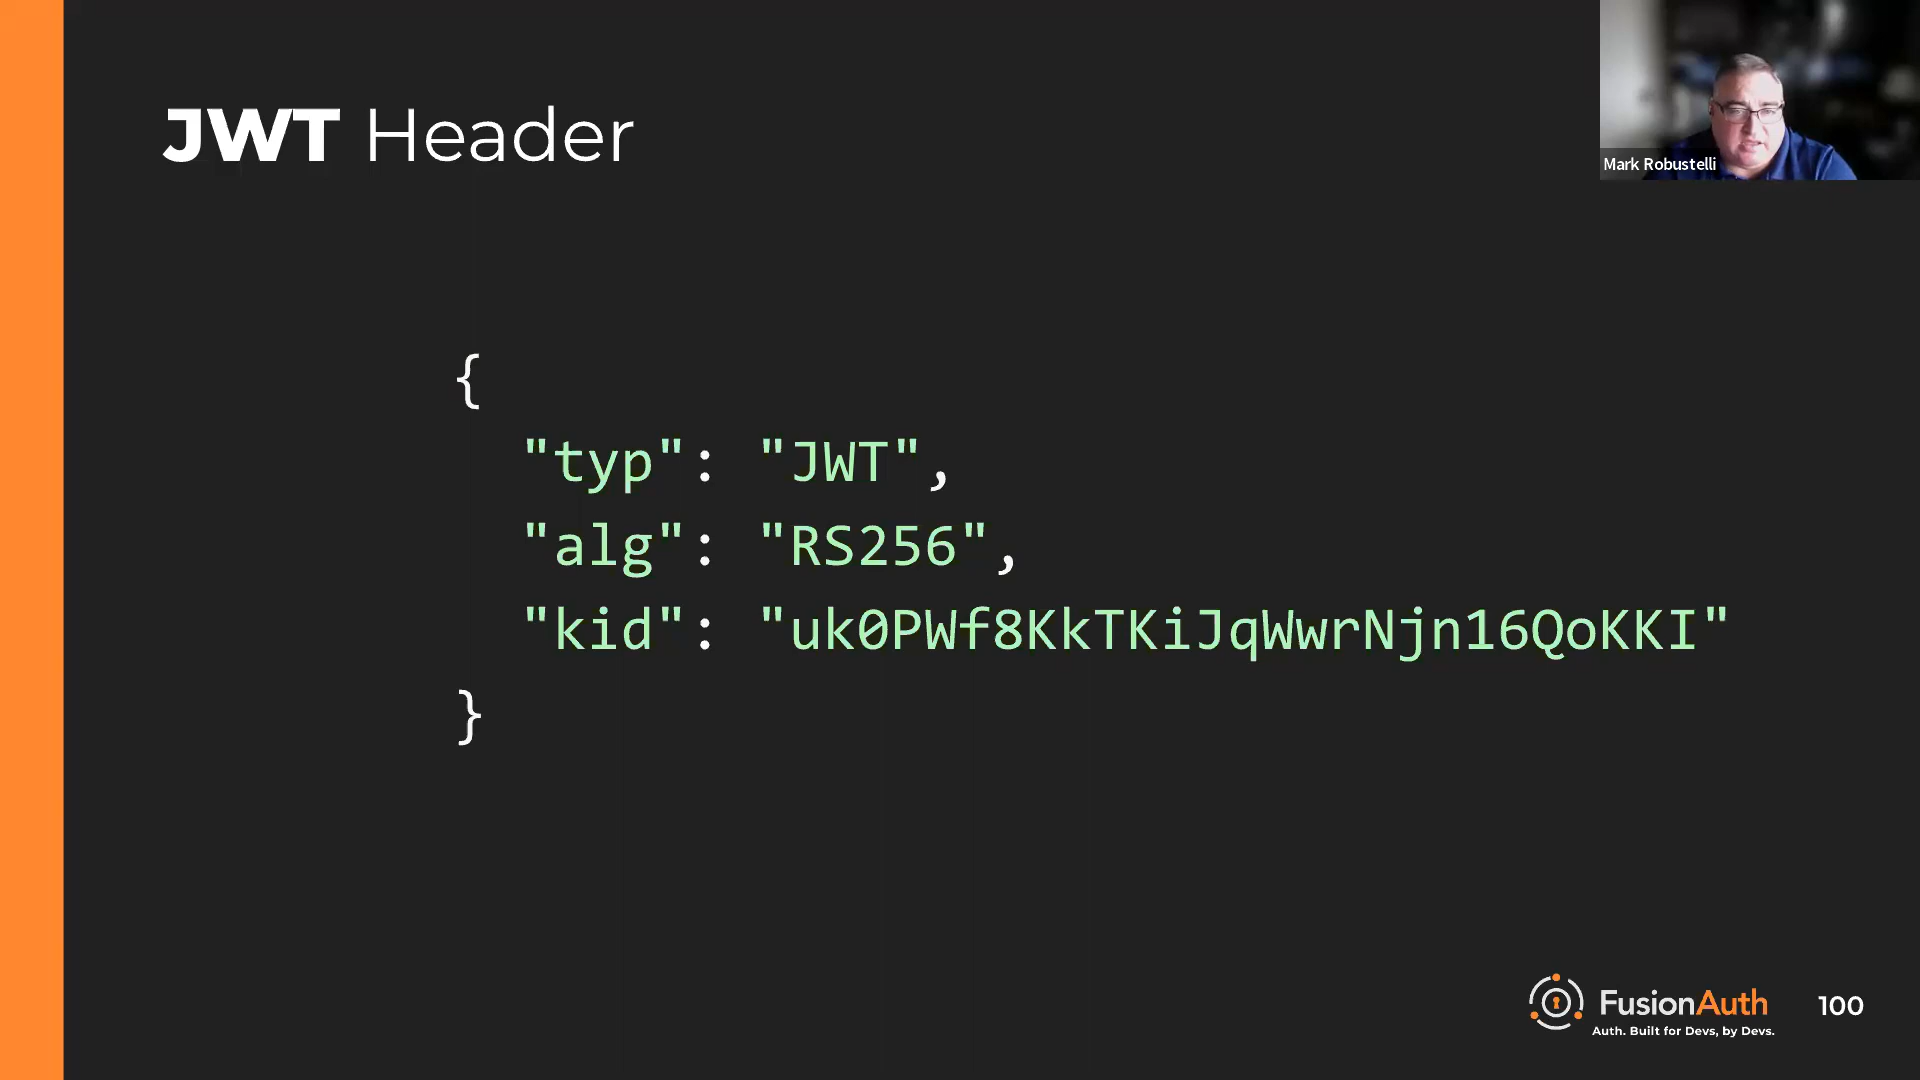 JWT Header
Mark Robustelli
{
"typ": "JWT",
"alg": "RS256",
"kid": "uk0PWf8KkTKiJqWwrNjn16QoKKI"
}
FusionAuth
Auth. Built for Devs, by Devs.
100